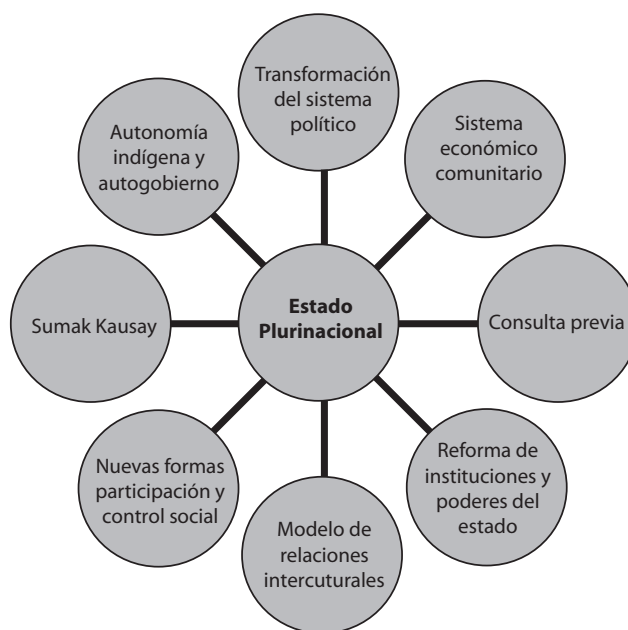 Transformación
del sistema
político
Autonomía
indígena y
autogobierno
Sistema
económico
comunitario
Sumak Kausay
Estado
Plurinacional
Consulta previa
Nuevas formas
participación y
control social
Reforma de
instituciones y
poderes del
estado
Modelo de
relaciones
intercuturales